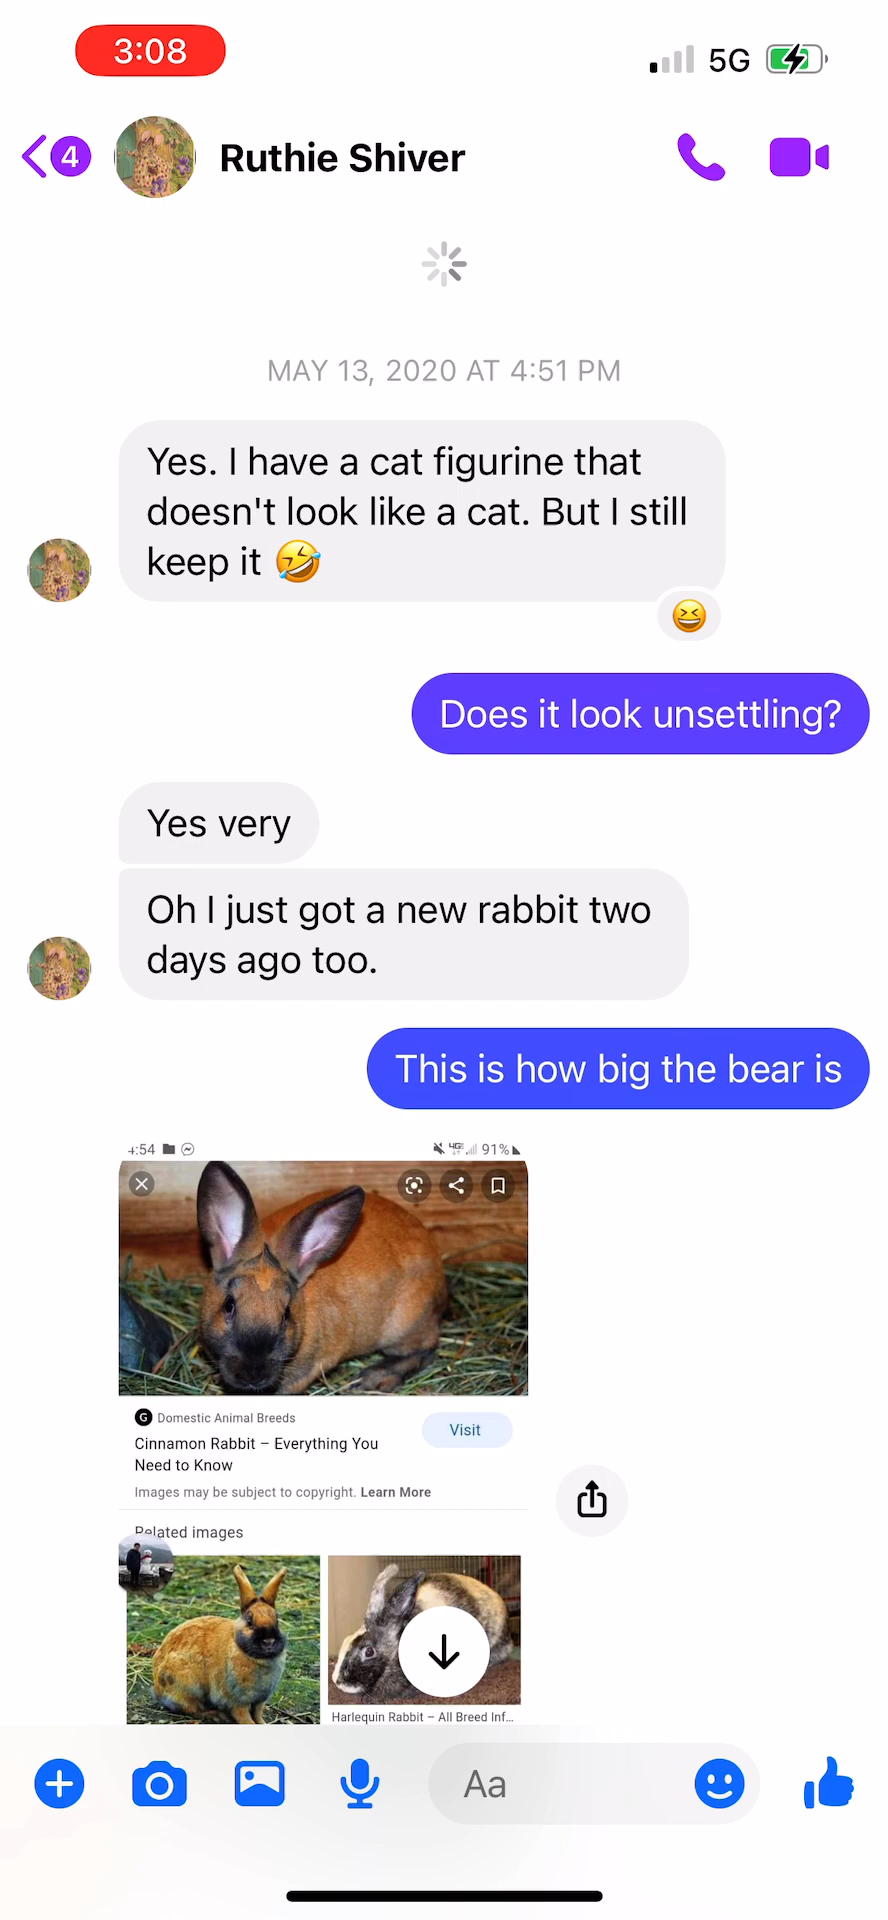 3:08
5G
4
Ruthie Shiver
MAY 13, 2020 AT 4:51 PM
Yes. I have a cat figurine that
doesn't look like a cat. But I still
keep it 🤣
😆
Does it look unsettling?
Yes very
Oh I just got a new rabbit two
days ago too.
This is how big the bear is
4:54
91%
G Domestic Animal Breeds
Visit
Cinnamon Rabbit – Everything You
Need to Know
Images may be subject to copyright. Learn More
Related images
Harlequin Rabbit – All Breed Inf...
Aa